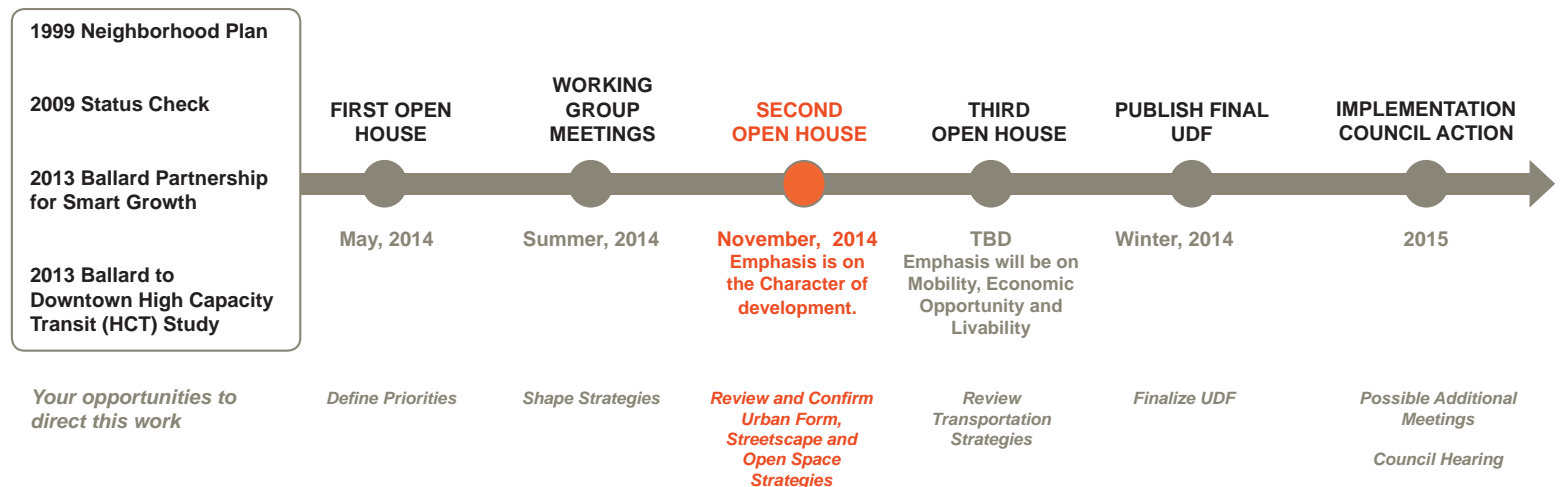 1999 Neighborhood Plan
2009 Status Check
2013 Ballard Partnership
for Smart Growth
2013 Ballard to
Downtown High Capacity
Transit (HCT) Study
FIRST OPEN
HOUSE
May, 2014
WORKING
GROUP
MEETINGS
Summer, 2014
SECOND
OPEN HOUSE
November, 2014
Emphasis is on
the Character of
development.
THIRD
OPEN HOUSE
TBD
Emphasis will be on
Mobility, Economic
Opportunity and
Livability
PUBLISH FINAL
UDF
Winter, 2014
IMPLEMENTATION
COUNCIL ACTION
2015
Your opportunities to
direct this work
Define Priorities
Shape Strategies
Review and Confirm
Urban Form,
Streetscape and
Open Space
Strategies
Review
Transportation
Strategies
Finalize UDF
Possible Additional
Meetings
Council Hearing